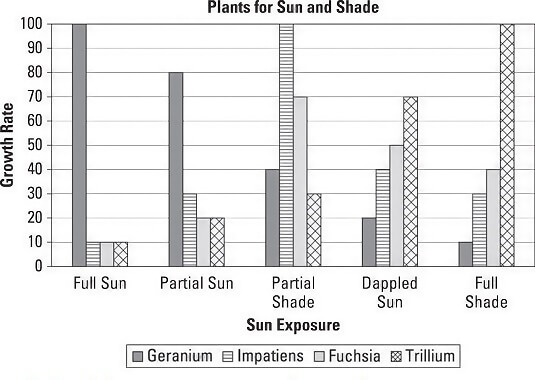 Plants for Sun and Shade
Growth Rate
100
90
80
70
60
50
40
30
20
10
0
Full Sun Partial Sun Partial Shade Dappled Sun Full Shade
Sun Exposure
Geranium Impatiens Fuchsia Trillium